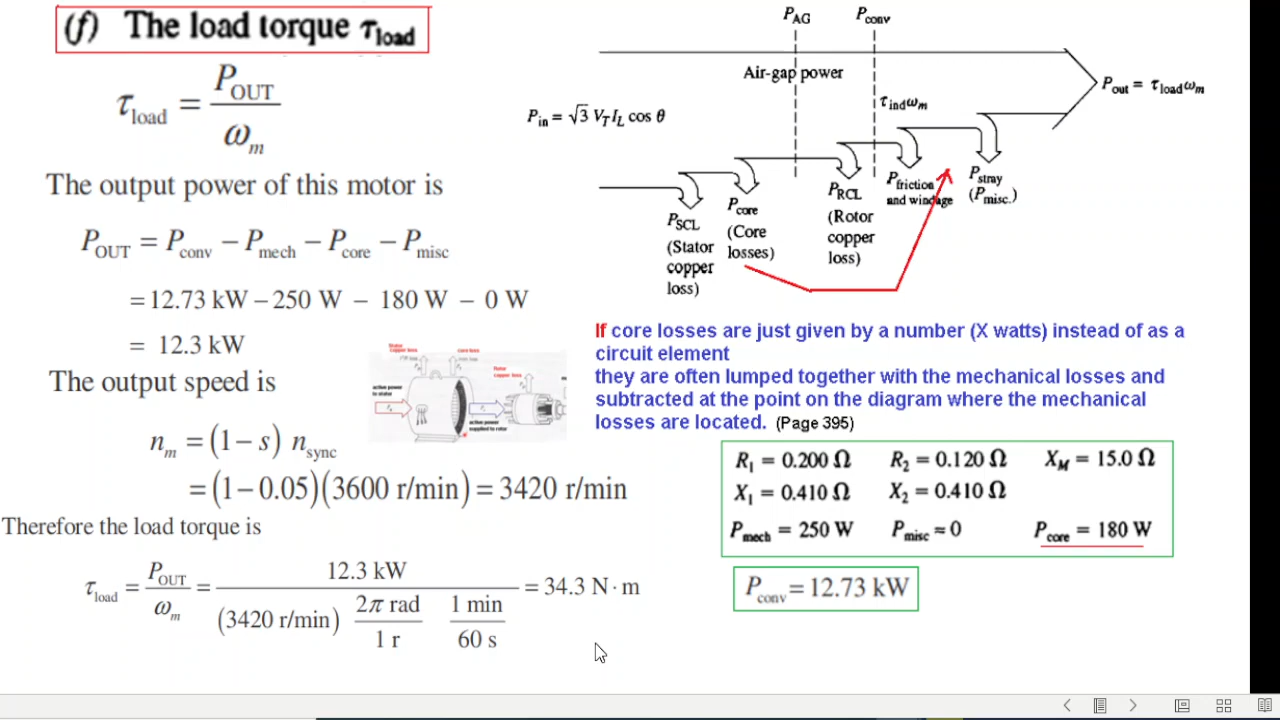 (f) The load torque τload
τload = POUT / ωm
The output power of this motor is
POUT = Pconv − Pmech − Pcore − Pmisc
= 12.73 kW − 250 W − 180 W − 0 W
= 12.3 kW
The output speed is
nm = (1 − s) nsync
= (1 − 0.05)(3600 r/min) = 3420 r/min
Therefore the load torque is
τload = POUT / ωm = 12.3 kW / (3420 r/min) 2π rad / 1 r 1 min / 60 s = 34.3 N · m
PAG
Pconv
Air-gap power
Pin = √3 VT IL cos θ
τind ωm
Pout = τload ωm
PSCL
(Stator
copper
loss)
Pcore
(Core
losses)
PRCL
(Rotor
copper
loss)
Pfriction
and windage
Pstray
(Pmisc.)
If core losses are just given by a number (X watts) instead of as a
circuit element
they are often lumped together with the mechanical losses and
subtracted at the point on the diagram where the mechanical
losses are located. (Page 395)
R1 = 0.200 Ω R2 = 0.120 Ω XM = 15.0 Ω
X1 = 0.410 Ω X2 = 0.410 Ω
Pmech = 250 W Pmisc ≈ 0 Pcore = 180 W
Pconv = 12.73 kW